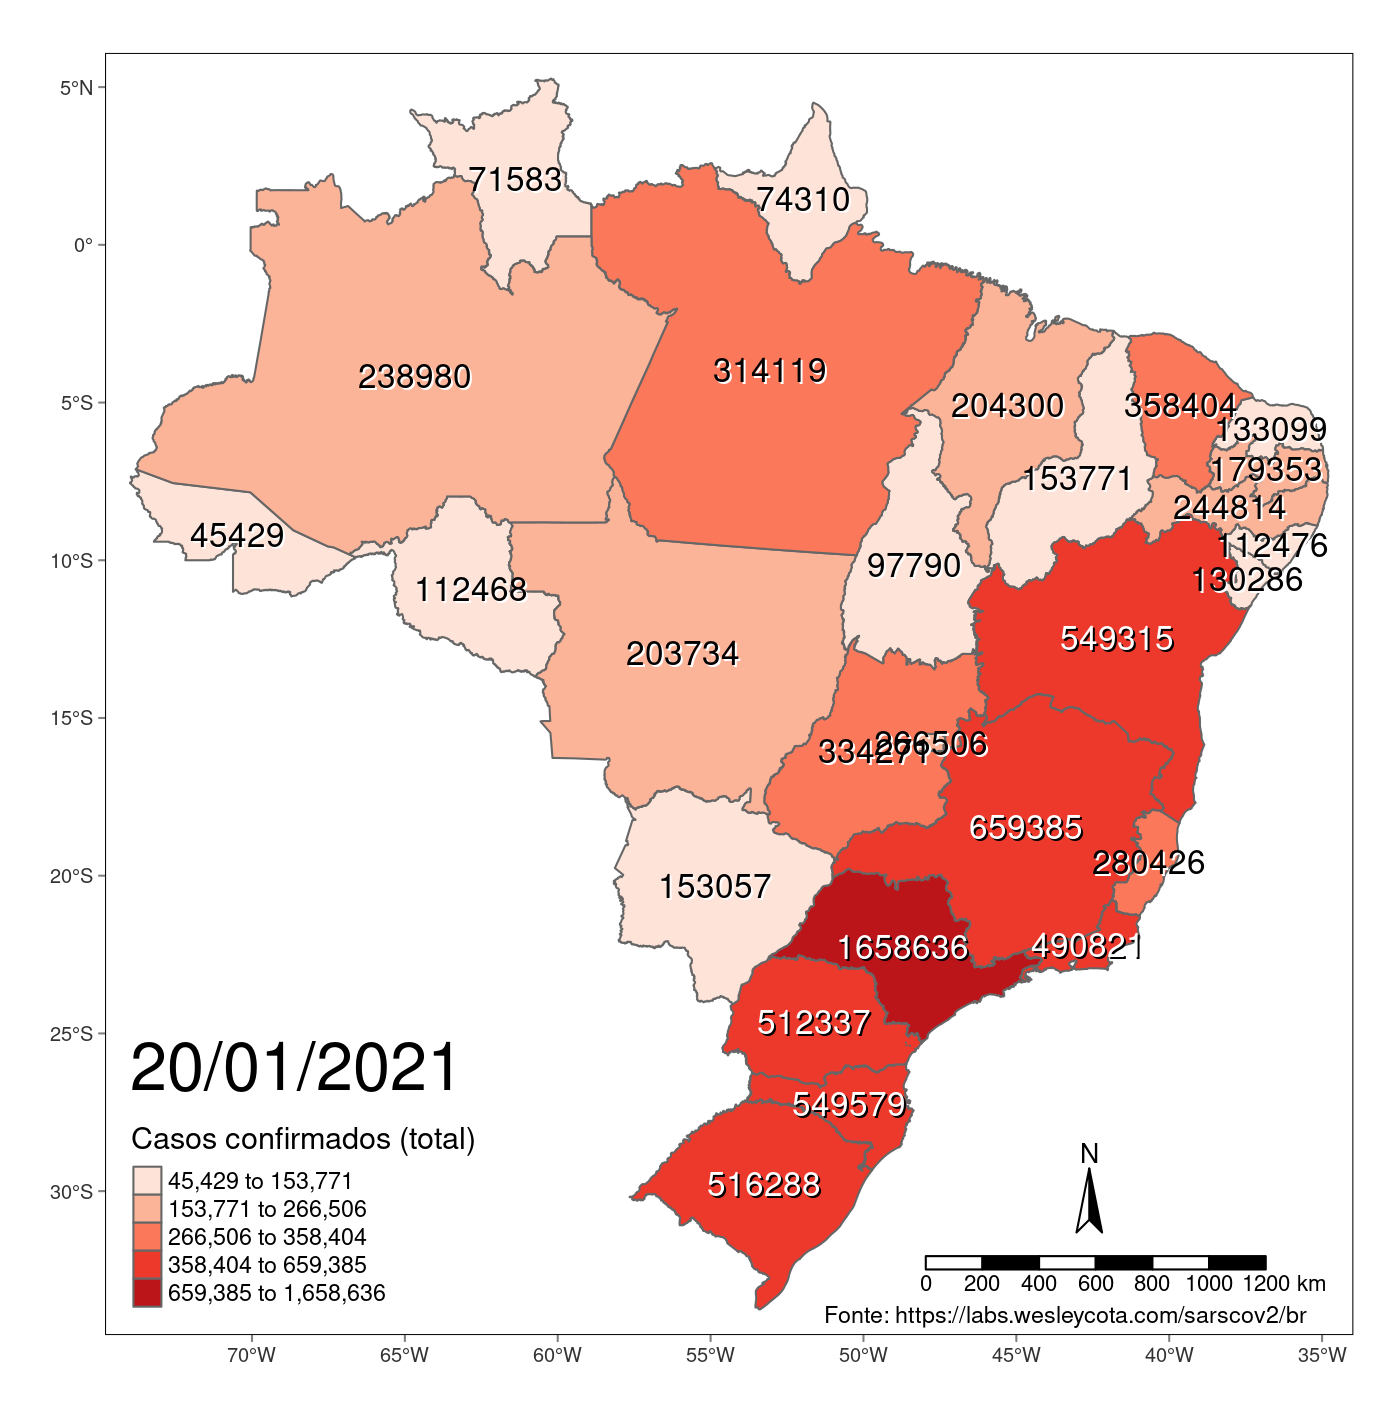 5°N
0°
5°S
10°S
15°S
20°S
25°S
30°S
71583
74310
238980
314119
204300
358404
133099
153771
179353
244814
45429
112476
97790
130286
112468
549315
203734
266506
334271
659385
280426
153057
1658636
490821
512337
549579
516288
20/01/2021
Casos confirmados (total)
45,429 to 153,771
153,771 to 266,506
266,506 to 358,404
358,404 to 659,385
659,385 to 1,658,636
N
0 200 400 600 800 1000 1200 km
Fonte: https://labs.wesleycota.com/sarscov2/br
70°W 65°W 60°W 55°W 50°W 45°W 40°W 35°W